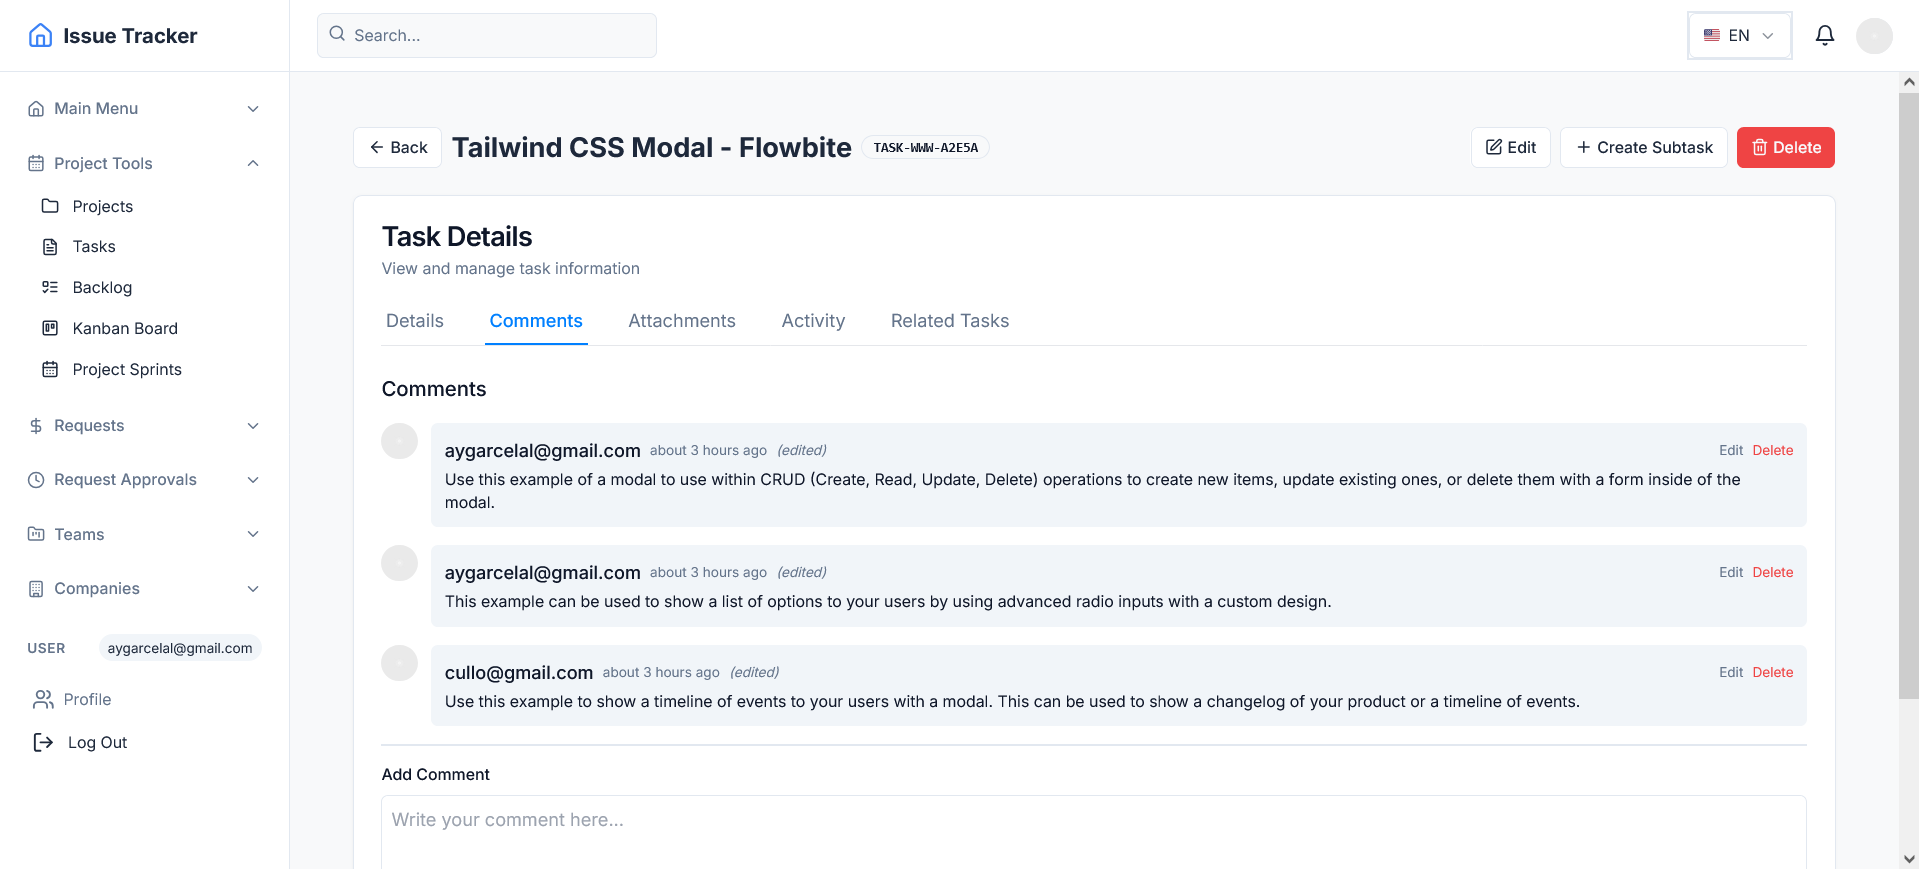 Issue Tracker
Search...
EN
Main Menu
Project Tools
Projects
Tasks
Backlog
Kanban Board
Project Sprints
Requests
Request Approvals
Teams
Companies
USER aygarcelal@gmail.com
Profile
Log Out
Back
Tailwind CSS Modal - Flowbite
TASK-WWW-A2E5A
Edit
Create Subtask
Delete
Task Details
View and manage task information
Details Comments Attachments Activity Related Tasks
Comments
aygarcelal@gmail.com about 3 hours ago (edited) Edit Delete
Use this example of a modal to use within CRUD (Create, Read, Update, Delete) operations to create new items, update existing ones, or delete them with a form inside of the
modal.
aygarcelal@gmail.com about 3 hours ago (edited) Edit Delete
This example can be used to show a list of options to your users by using advanced radio inputs with a custom design.
cullo@gmail.com about 3 hours ago (edited) Edit Delete
Use this example to show a timeline of events to your users with a modal. This can be used to show a changelog of your product or a timeline of events.
Add Comment
Write your comment here...